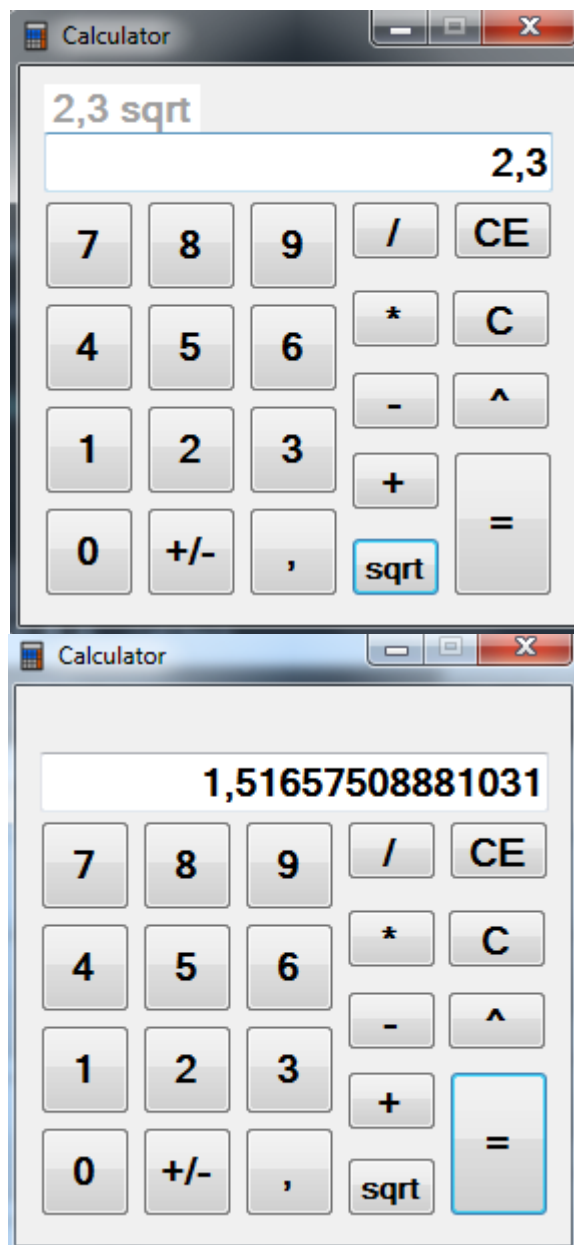 Calculator
2,3 sqrt
2,3
7 8 9 / CE
4 5 6 * C
1 2 3 - ^
0 +/- , + =
sqrt
Calculator
1,51657508881031
7 8 9 / CE
4 5 6 * C
1 2 3 - ^
0 +/- , + =
sqrt